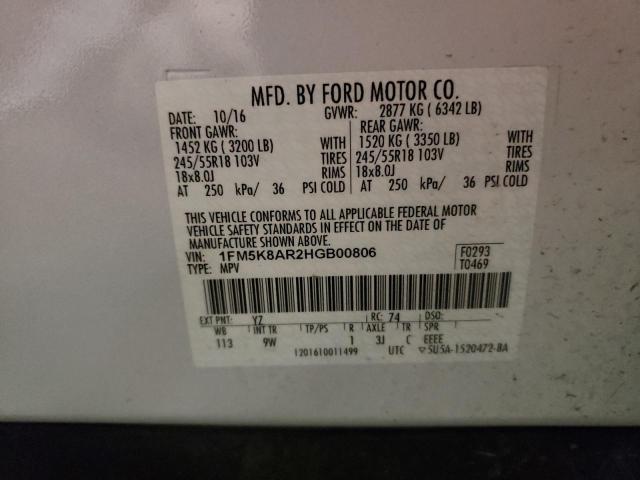 MFD. BY FORD MOTOR CO.
DATE: 10/16 GVWR: 2877 KG ( 6342 LB)
FRONT GAWR: REAR GAWR:
1452 KG ( 3200 LB) WITH 1520 KG ( 3350 LB) WITH
245/55R18 103V TIRES 245/55R18 103V TIRES
18x8.0J RIMS 18x8.0J RIMS
AT 250 kPa/ 36 PSI COLD AT 250 kPa/ 36 PSI COLD
THIS VEHICLE CONFORMS TO ALL APPLICABLE FEDERAL MOTOR
VEHICLE SAFETY STANDARDS IN EFFECT ON THE DATE OF
MANUFACTURE SHOWN ABOVE.
VIN: 1FM5K8AR2HGB00806 F0293
TYPE: MPV T0469
EXT PNT: YZ RC: 74 DSO:
WB INT TR TP/PS R AXLE TR SPR
113 9W 1 3J C EEEE
1201610011499 UTC ▽5U5A-1520472-BA